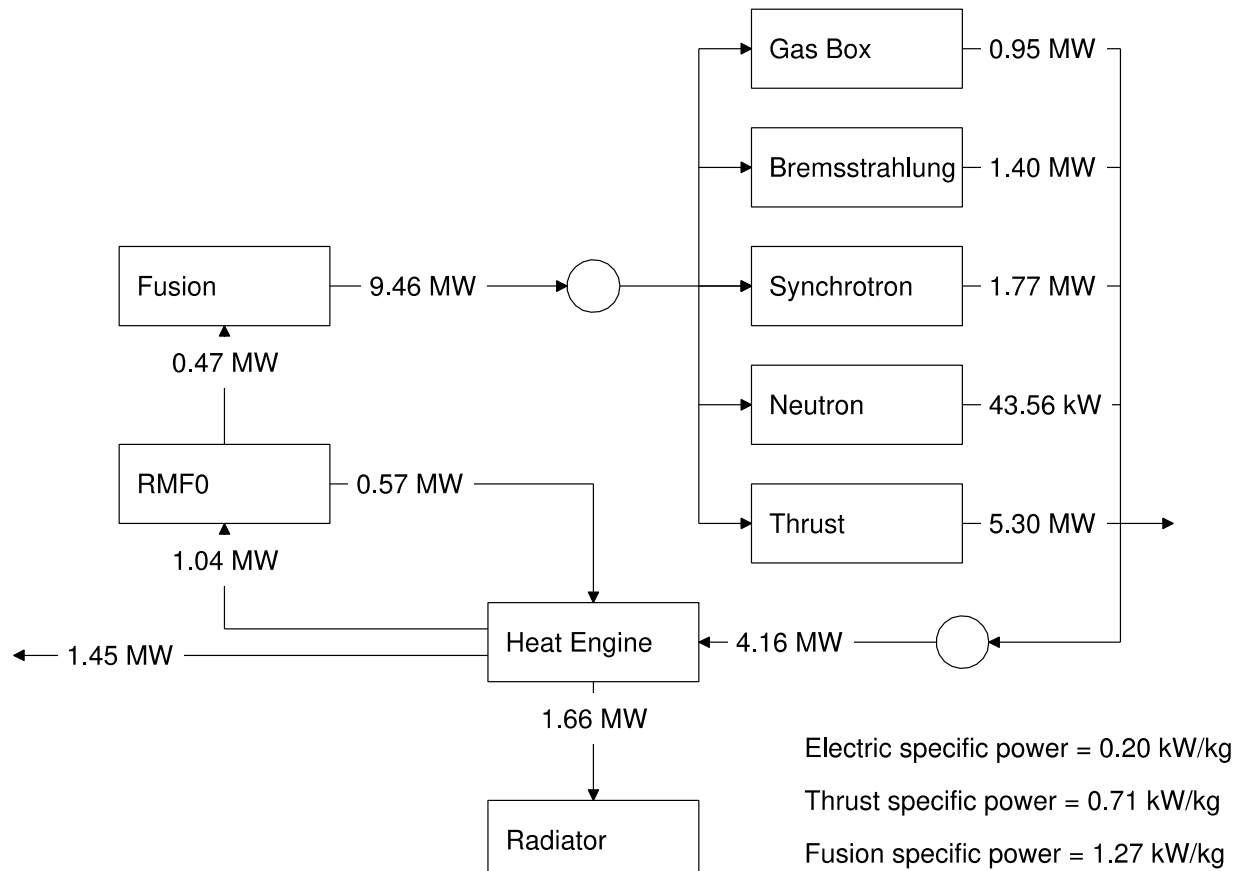 Gas Box
0.95 MW
Bremsstrahlung
1.40 MW
Fusion
9.46 MW
Synchrotron
1.77 MW
0.47 MW
Neutron
43.56 kW
RMF0
0.57 MW
Thrust
5.30 MW
1.04 MW
Heat Engine
4.16 MW
1.45 MW
1.66 MW
Electric specific power = 0.20 kW/kg
Thrust specific power = 0.71 kW/kg
Radiator
Fusion specific power = 1.27 kW/kg